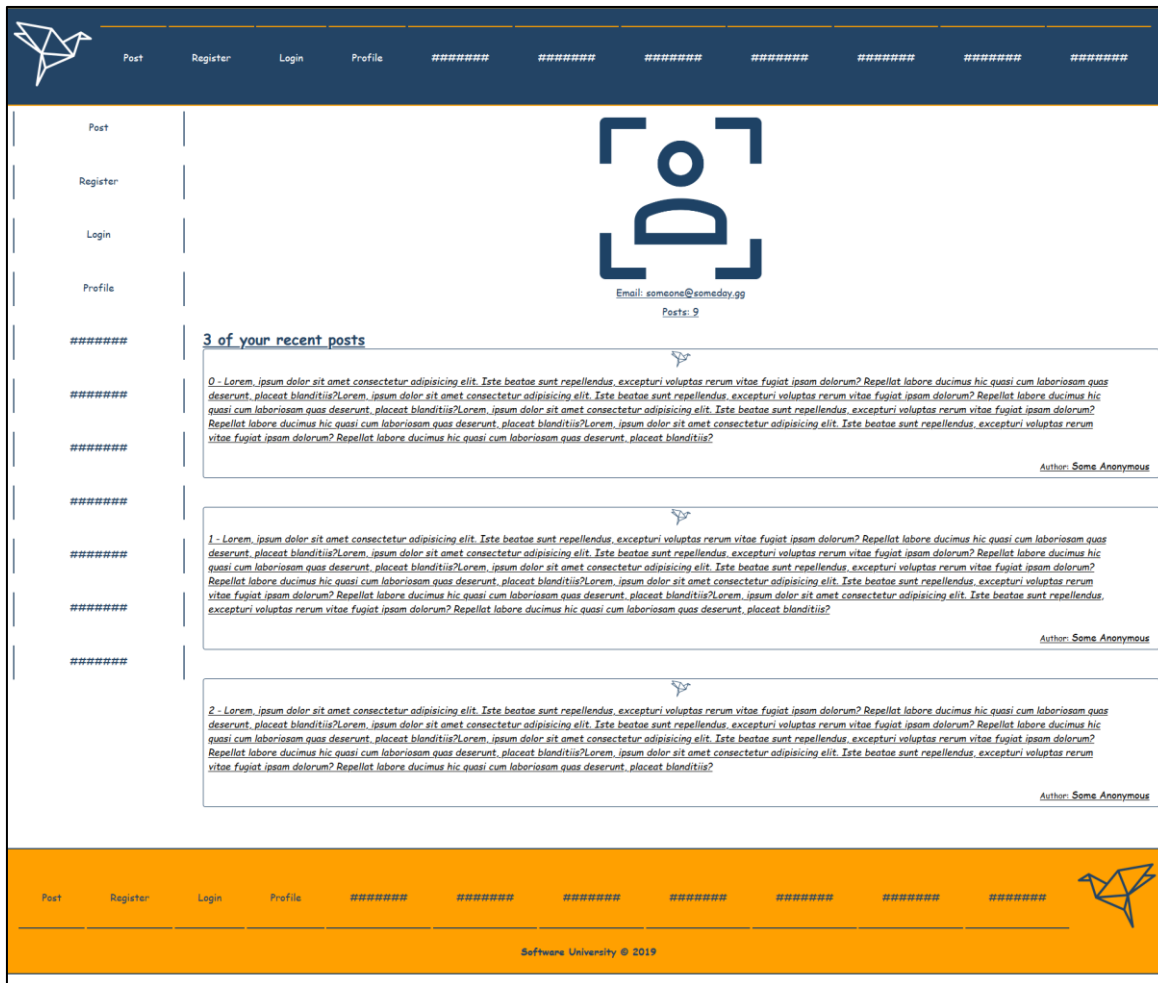 Post Register Login Profile ####### ####### ####### ####### ####### ####### #######
Post
Register
Login
Profile
#######
#######
#######
#######
#######
#######
#######
Email: someone@someday.gg
Posts: 9
3 of your recent posts
0 - Lorem, ipsum dolor sit amet consectetur adipisicing elit. Iste beatae sunt repellendus, excepturi voluptas rerum vitae fugiat ipsam dolorum? Repellat labore ducimus hic quasi cum laboriosam quas
deserunt, placeat blanditiis?Lorem, ipsum dolor sit amet consectetur adipisicing elit. Iste beatae sunt repellendus, excepturi voluptas rerum vitae fugiat ipsam dolorum? Repellat labore ducimus hic
quasi cum laboriosam quas deserunt, placeat blanditiis?Lorem, ipsum dolor sit amet consectetur adipisicing elit. Iste beatae sunt repellendus, excepturi voluptas rerum vitae fugiat ipsam dolorum?
Repellat labore ducimus hic quasi cum laboriosam quas deserunt, placeat blanditiis?Lorem, ipsum dolor sit amet consectetur adipisicing elit. Iste beatae sunt repellendus, excepturi voluptas rerum
vitae fugiat ipsam dolorum? Repellat labore ducimus hic quasi cum laboriosam quas deserunt, placeat blanditiis?
Author: Some Anonymous
1 - Lorem, ipsum dolor sit amet consectetur adipisicing elit. Iste beatae sunt repellendus, excepturi voluptas rerum vitae fugiat ipsam dolorum? Repellat labore ducimus hic quasi cum laboriosam quas
deserunt, placeat blanditiis?Lorem, ipsum dolor sit amet consectetur adipisicing elit. Iste beatae sunt repellendus, excepturi voluptas rerum vitae fugiat ipsam dolorum? Repellat labore ducimus hic
quasi cum laboriosam quas deserunt, placeat blanditiis?Lorem, ipsum dolor sit amet consectetur adipisicing elit. Iste beatae sunt repellendus, excepturi voluptas rerum vitae fugiat ipsam dolorum?
Repellat labore ducimus hic quasi cum laboriosam quas deserunt, placeat blanditiis?Lorem, ipsum dolor sit amet consectetur adipisicing elit. Iste beatae sunt repellendus, excepturi voluptas rerum
vitae fugiat ipsam dolorum? Repellat labore ducimus hic quasi cum laboriosam quas deserunt, placeat blanditiis?Lorem, ipsum dolor sit amet consectetur adipisicing elit. Iste beatae sunt repellendus,
excepturi voluptas rerum vitae fugiat ipsam dolorum? Repellat labore ducimus hic quasi cum laboriosam quas deserunt, placeat blanditiis?
Author: Some Anonymous
2 - Lorem, ipsum dolor sit amet consectetur adipisicing elit. Iste beatae sunt repellendus, excepturi voluptas rerum vitae fugiat ipsam dolorum? Repellat labore ducimus hic quasi cum laboriosam quas
deserunt, placeat blanditiis?Lorem, ipsum dolor sit amet consectetur adipisicing elit. Iste beatae sunt repellendus, excepturi voluptas rerum vitae fugiat ipsam dolorum? Repellat labore ducimus hic
quasi cum laboriosam quas deserunt, placeat blanditiis?Lorem, ipsum dolor sit amet consectetur adipisicing elit. Iste beatae sunt repellendus, excepturi voluptas rerum vitae fugiat ipsam dolorum?
Repellat labore ducimus hic quasi cum laboriosam quas deserunt, placeat blanditiis?Lorem, ipsum dolor sit amet consectetur adipisicing elit. Iste beatae sunt repellendus, excepturi voluptas rerum
vitae fugiat ipsam dolorum? Repellat labore ducimus hic quasi cum laboriosam quas deserunt, placeat blanditiis?
Author: Some Anonymous
Post Register Login Profile ####### ####### ####### ####### ####### ####### #######
Software University © 2019